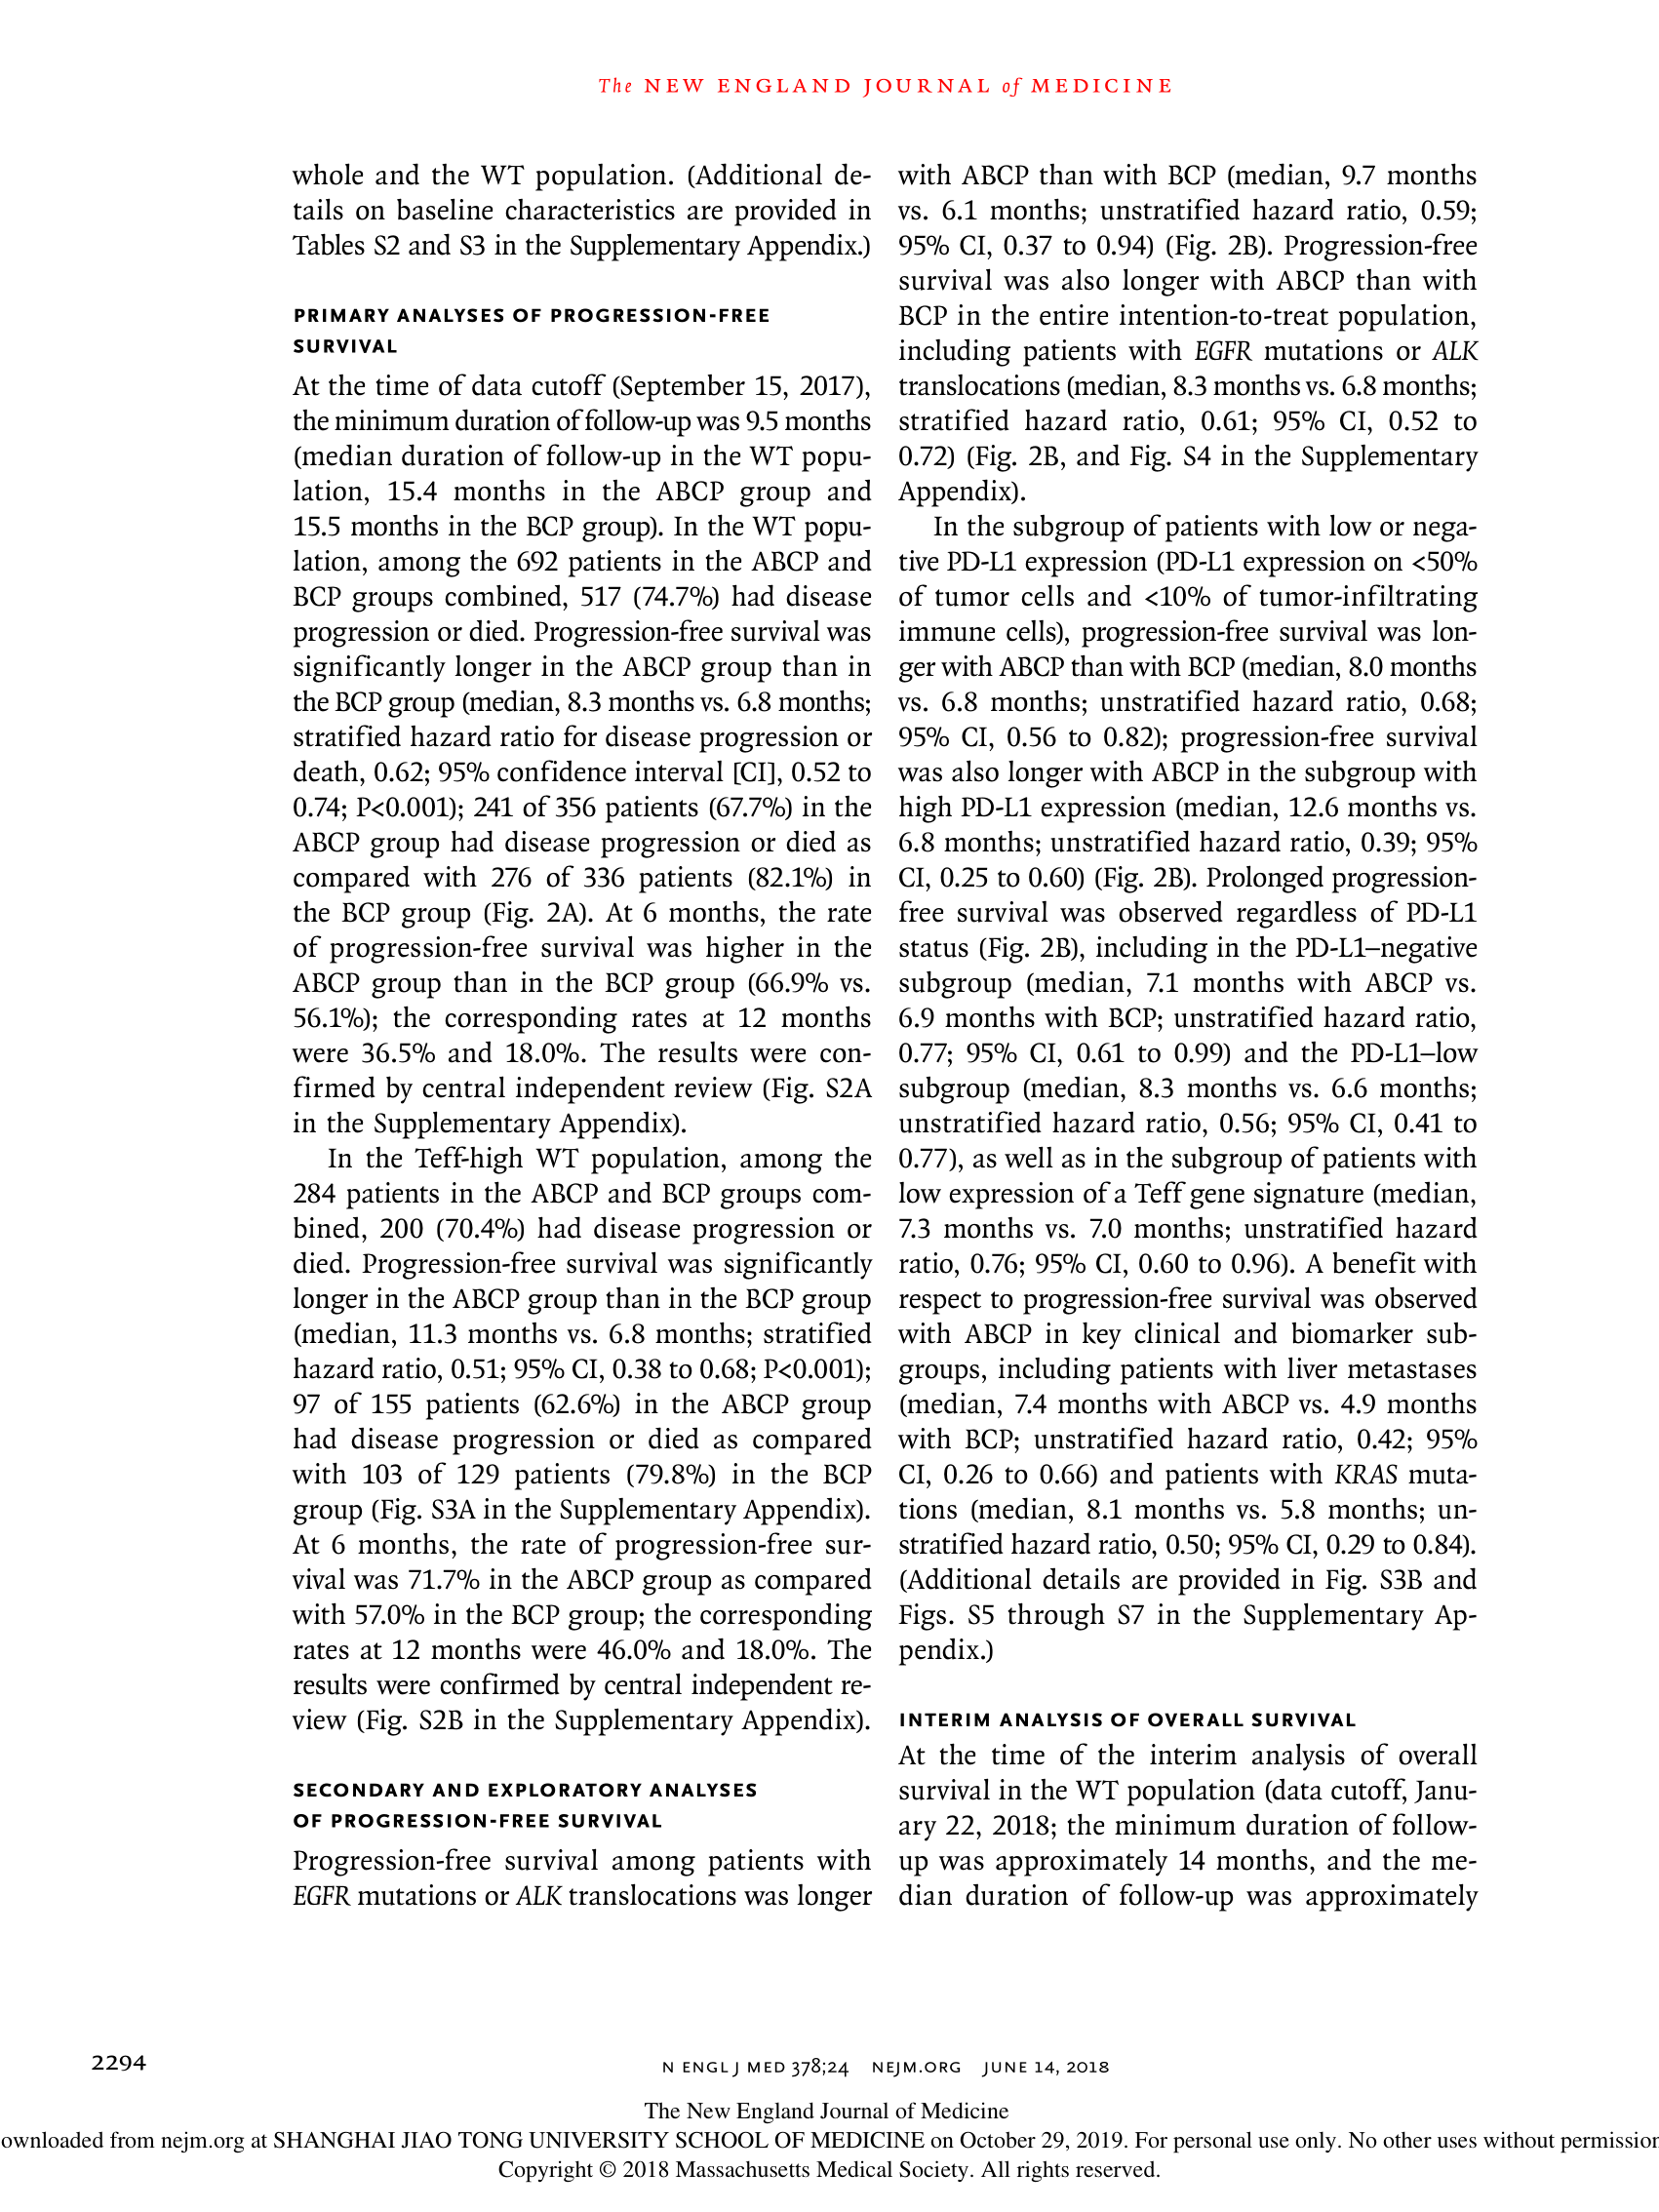 The NEW ENGLAND JOURNAL of MEDICINE
whole and the WT population. (Additional de-
tails on baseline characteristics are provided in
Tables S2 and S3 in the Supplementary Appendix.)
PRIMARY ANALYSES OF PROGRESSION-FREE
SURVIVAL
At the time of data cutoff (September 15, 2017),
the minimum duration of follow-up was 9.5 months
(median duration of follow-up in the WT popu-
lation, 15.4 months in the ABCP group and
15.5 months in the BCP group). In the WT popu-
lation, among the 692 patients in the ABCP and
BCP groups combined, 517 (74.7%) had disease
progression or died. Progression-free survival was
significantly longer in the ABCP group than in
the BCP group (median, 8.3 months vs. 6.8 months;
stratified hazard ratio for disease progression or
death, 0.62; 95% confidence interval [CI], 0.52 to
0.74; P<0.001); 241 of 356 patients (67.7%) in the
ABCP group had disease progression or died as
compared with 276 of 336 patients (82.1%) in
the BCP group (Fig. 2A). At 6 months, the rate
of progression-free survival was higher in the
ABCP group than in the BCP group (66.9% vs.
56.1%); the corresponding rates at 12 months
were 36.5% and 18.0%. The results were con-
firmed by central independent review (Fig. S2A
in the Supplementary Appendix).
In the Teff-high WT population, among the
284 patients in the ABCP and BCP groups com-
bined, 200 (70.4%) had disease progression or
died. Progression-free survival was significantly
longer in the ABCP group than in the BCP group
(median, 11.3 months vs. 6.8 months; stratified
hazard ratio, 0.51; 95% CI, 0.38 to 0.68; P<0.001);
97 of 155 patients (62.6%) in the ABCP group
had disease progression or died as compared
with 103 of 129 patients (79.8%) in the BCP
group (Fig. S3A in the Supplementary Appendix).
At 6 months, the rate of progression-free sur-
vival was 71.7% in the ABCP group as compared
with 57.0% in the BCP group; the corresponding
rates at 12 months were 46.0% and 18.0%. The
results were confirmed by central independent re-
view (Fig. S2B in the Supplementary Appendix).
SECONDARY AND EXPLORATORY ANALYSES
OF PROGRESSION-FREE SURVIVAL
Progression-free survival among patients with
EGFR mutations or ALK translocations was longer
with ABCP than with BCP (median, 9.7 months
vs. 6.1 months; unstratified hazard ratio, 0.59;
95% CI, 0.37 to 0.94) (Fig. 2B). Progression-free
survival was also longer with ABCP than with
BCP in the entire intention-to-treat population,
including patients with EGFR mutations or ALK
translocations (median, 8.3 months vs. 6.8 months;
stratified hazard ratio, 0.61; 95% CI, 0.52 to
0.72) (Fig. 2B, and Fig. S4 in the Supplementary
Appendix).
In the subgroup of patients with low or nega-
tive PD-L1 expression (PD-L1 expression on <50%
of tumor cells and <10% of tumor-infiltrating
immune cells), progression-free survival was lon-
ger with ABCP than with BCP (median, 8.0 months
vs. 6.8 months; unstratified hazard ratio, 0.68;
95% CI, 0.56 to 0.82); progression-free survival
was also longer with ABCP in the subgroup with
high PD-L1 expression (median, 12.6 months vs.
6.8 months; unstratified hazard ratio, 0.39; 95%
CI, 0.25 to 0.60) (Fig. 2B). Prolonged progression-
free survival was observed regardless of PD-L1
status (Fig. 2B), including in the PD-L1–negative
subgroup (median, 7.1 months with ABCP vs.
6.9 months with BCP; unstratified hazard ratio,
0.77; 95% CI, 0.61 to 0.99) and the PD-L1–low
subgroup (median, 8.3 months vs. 6.6 months;
unstratified hazard ratio, 0.56; 95% CI, 0.41 to
0.77), as well as in the subgroup of patients with
low expression of a Teff gene signature (median,
7.3 months vs. 7.0 months; unstratified hazard
ratio, 0.76; 95% CI, 0.60 to 0.96). A benefit with
respect to progression-free survival was observed
with ABCP in key clinical and biomarker sub-
groups, including patients with liver metastases
(median, 7.4 months with ABCP vs. 4.9 months
with BCP; unstratified hazard ratio, 0.42; 95%
CI, 0.26 to 0.66) and patients with KRAS muta-
tions (median, 8.1 months vs. 5.8 months; un-
stratified hazard ratio, 0.50; 95% CI, 0.29 to 0.84).
(Additional details are provided in Fig. S3B and
Figs. S5 through S7 in the Supplementary Ap-
pendix.)
INTERIM ANALYSIS OF OVERALL SURVIVAL
At the time of the interim analysis of overall
survival in the WT population (data cutoff, Janu-
ary 22, 2018; the minimum duration of follow-
up was approximately 14 months, and the me-
dian duration of follow-up was approximately
2294
N ENGL J MED 378;24 NEJM.ORG JUNE 14, 2018
The New England Journal of Medicine
ownloaded from nejm.org at SHANGHAI JIAO TONG UNIVERSITY SCHOOL OF MEDICINE on October 29, 2019. For personal use only. No other uses without permission
Copyright © 2018 Massachusetts Medical Society. All rights reserved.